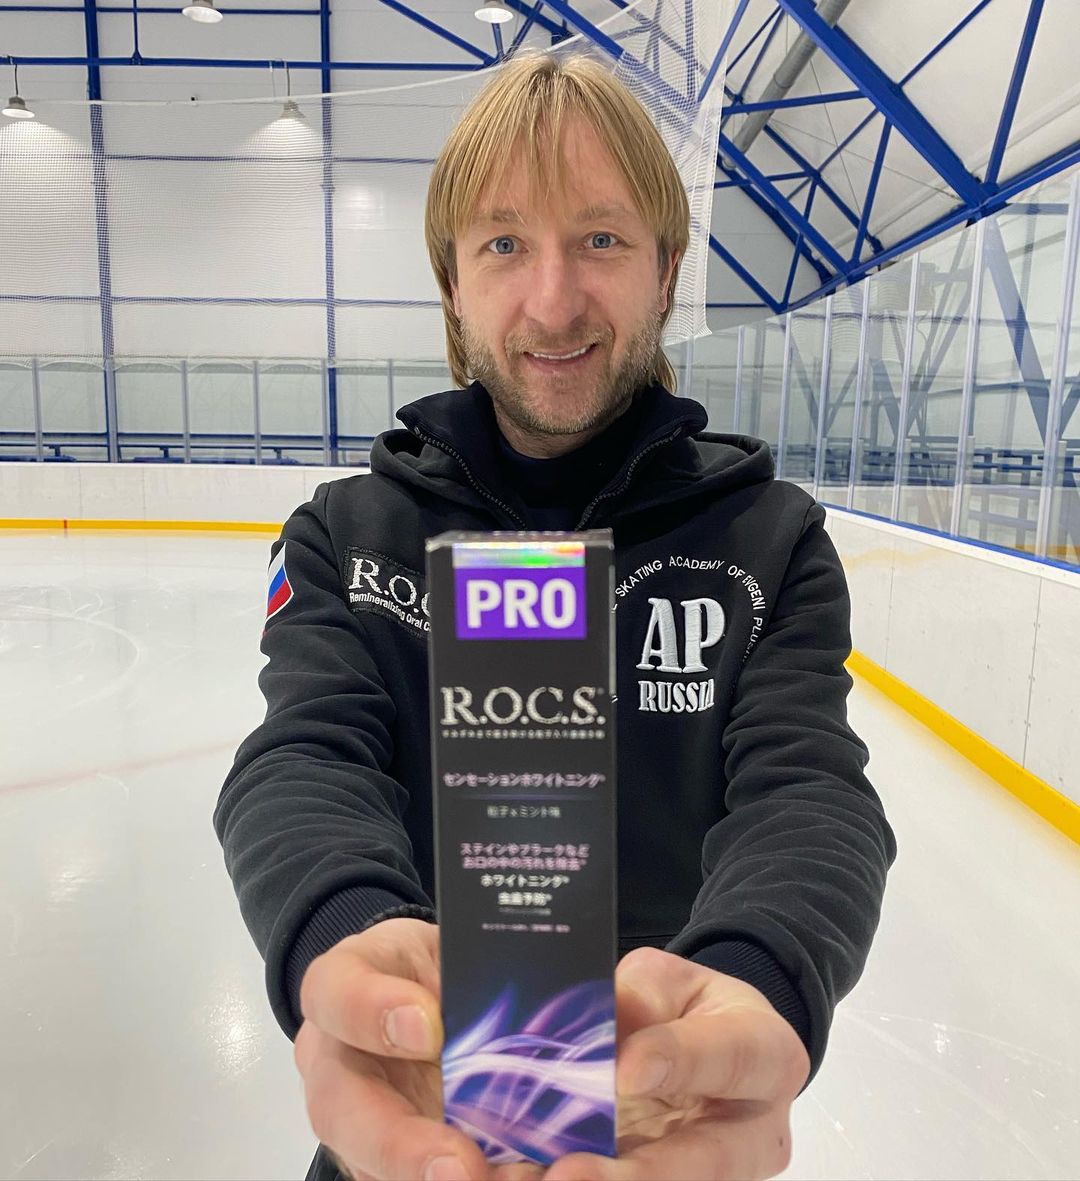 PRO
R.O.C.S.
センセーションホワイトニング
ステインやプラークなど
お口の中の汚れを除去
ホワイトニング
虫歯予防
R.O.
Remineralizing Oral C
SKATING ACADEMY OF EVGENI PLUSH
AP
RUSSIA